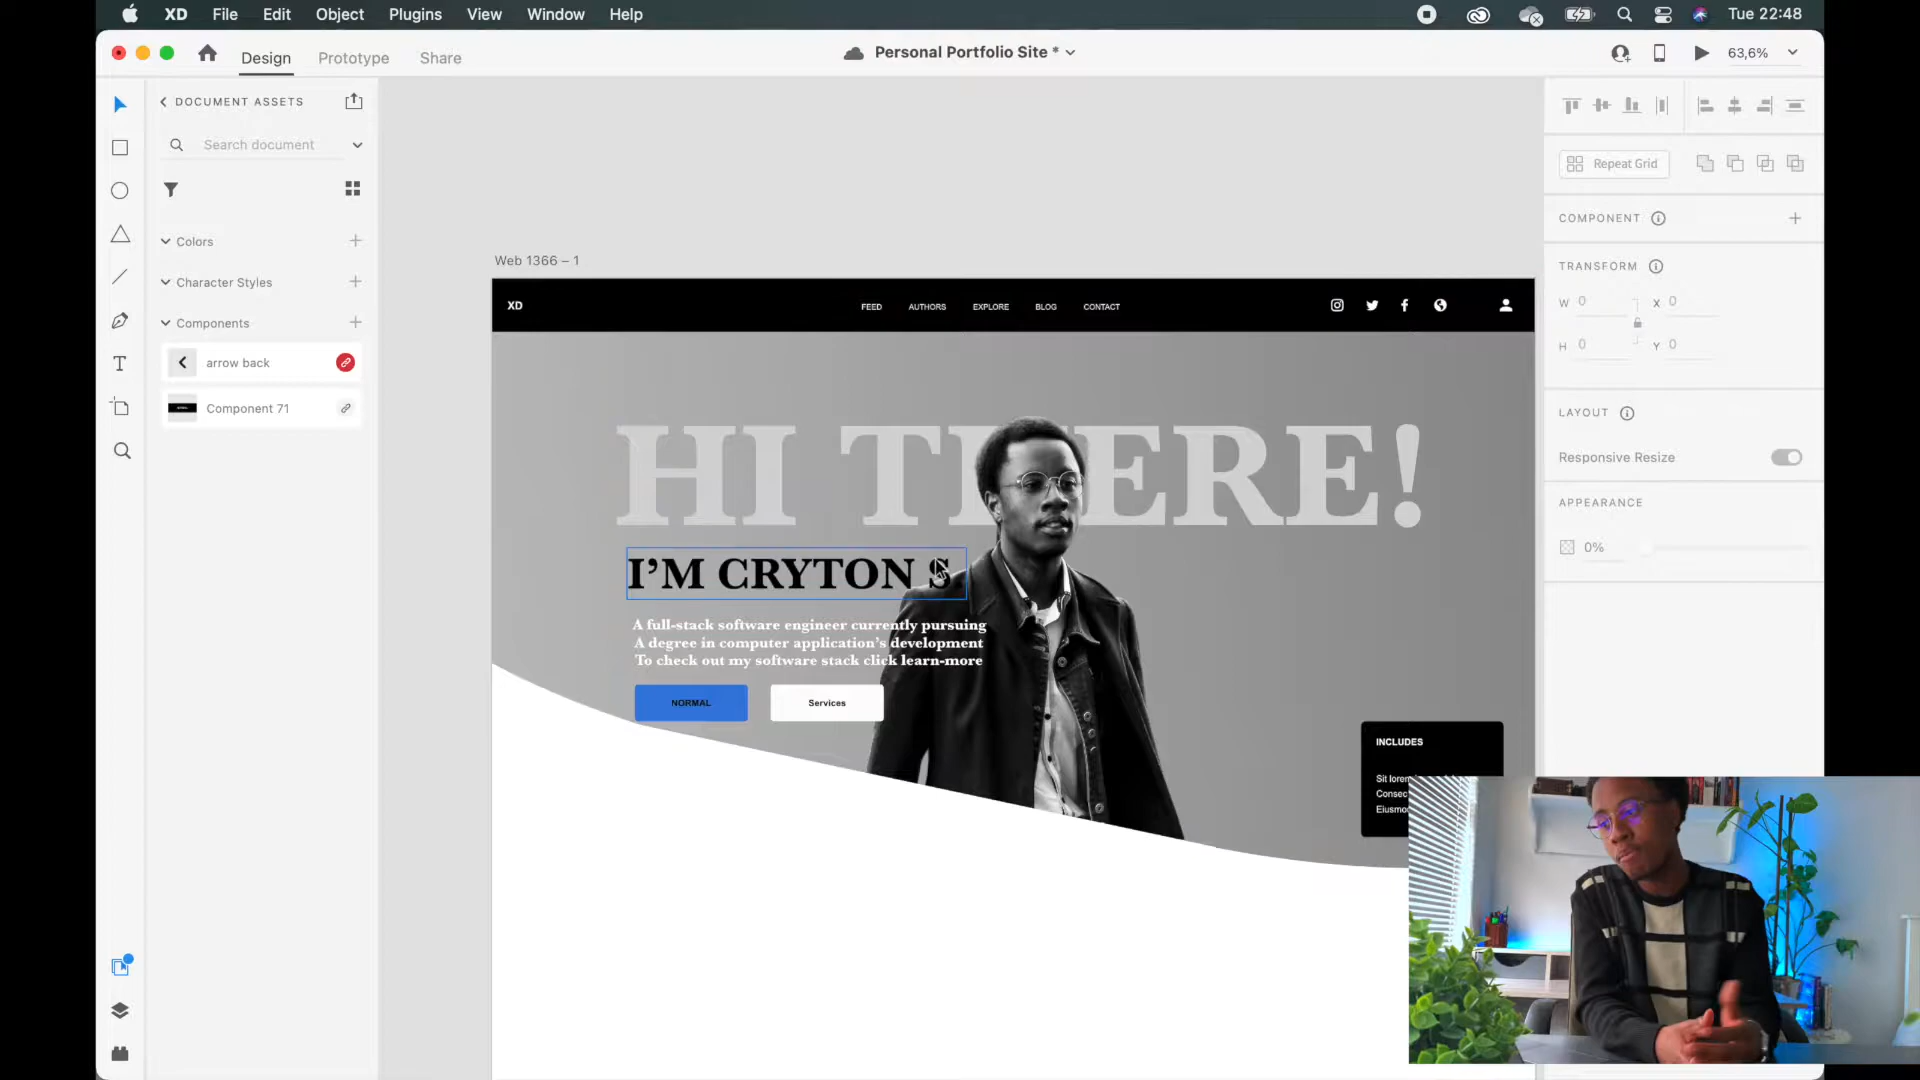 XD File Edit Object Plugins View Window Help Tue 22:48
Design Prototype Share Personal Portfolio Site * 63,6%
DOCUMENT ASSETS
Search document
Colors
Character Styles
Components
arrow back
Component 71
Web 1366 – 1
XD FEED AUTHORS EXPLORE BLOG CONTACT
HI THERE!
I’M CRYTON S
A full-stack software engineer currently pursuing
A degree in computer application’s development
To check out my software stack click learn-more
NORMAL Services
INCLUDES
Sit lorem
Consec
Eiusmo
Repeat Grid
COMPONENT
TRANSFORM
W 0 X 0
H 0 Y 0
LAYOUT
Responsive Resize
APPEARANCE
0%